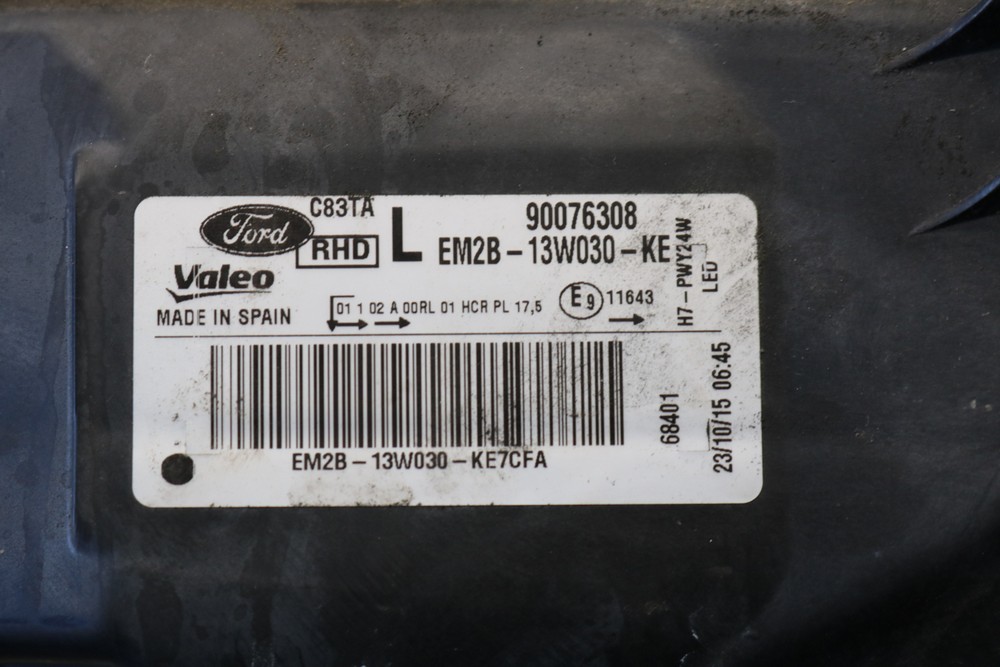 C83TA
Ford
RHD
L
90076308
EM2B-13W030-KE
Valeo
MADE IN SPAIN
01 1 02 A 00RL 01 HCR PL 17,5
E9
11643
H7-PWY24W
LED
EM2B-13W030-KE7CFA
68401
23/10/15 06:45